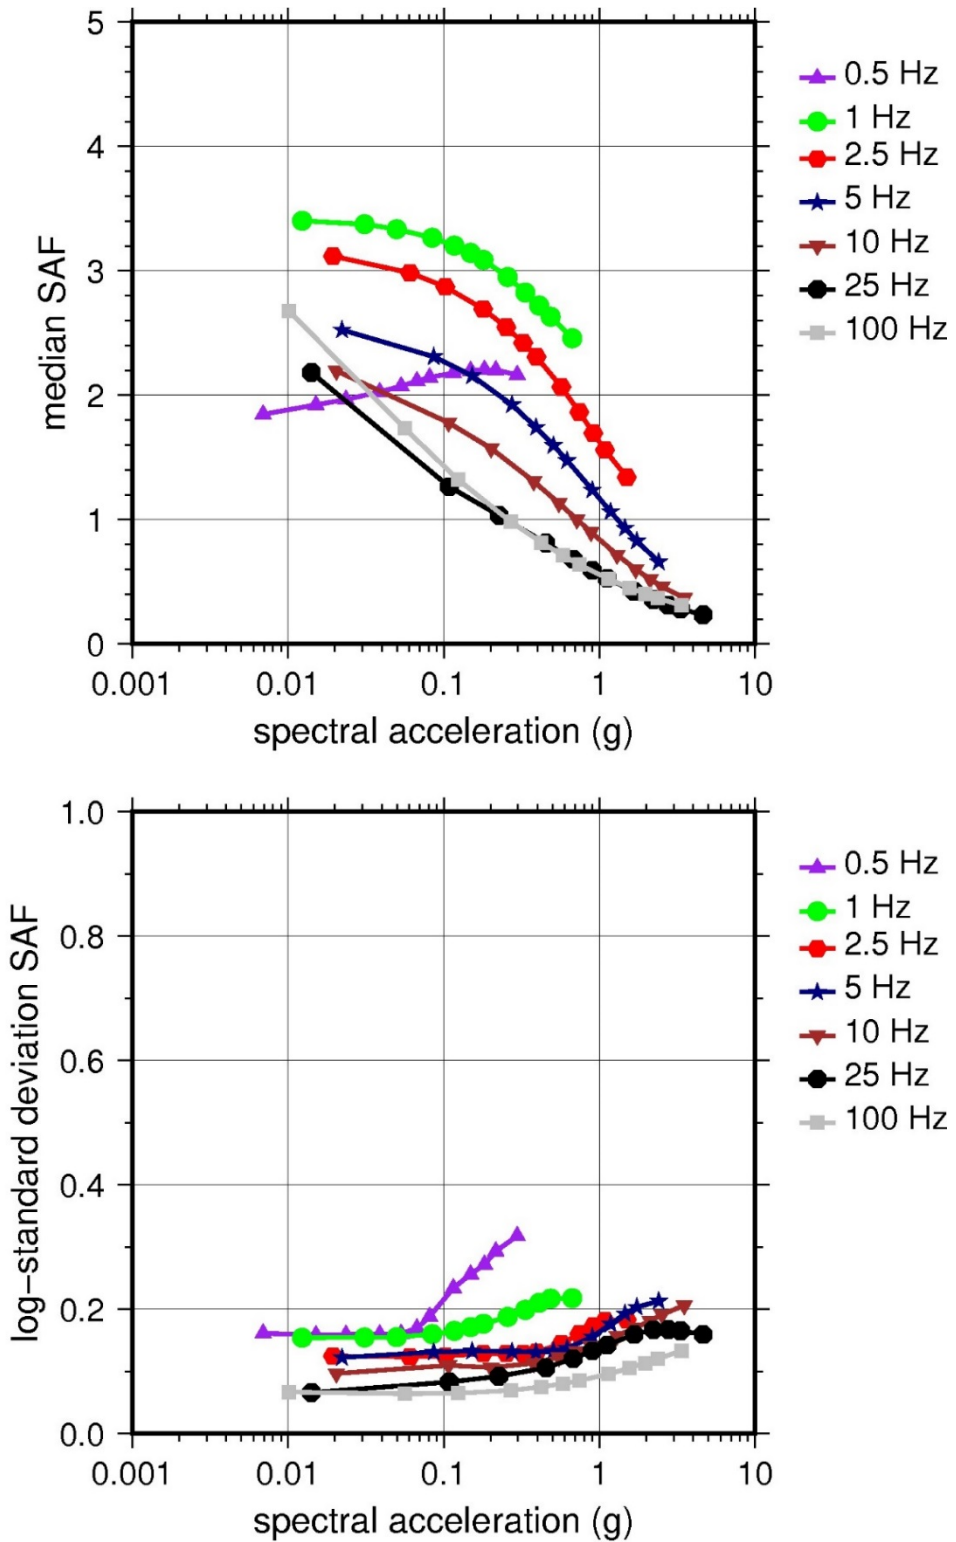 5
4
3
2
1
0
median SAF
0.001 0.01 0.1 1 10
spectral acceleration (g)
0.5 Hz
1 Hz
2.5 Hz
5 Hz
10 Hz
25 Hz
100 Hz
1.0
0.8
0.6
0.4
0.2
0.0
log−standard deviation SAF
0.001 0.01 0.1 1 10
spectral acceleration (g)
0.5 Hz
1 Hz
2.5 Hz
5 Hz
10 Hz
25 Hz
100 Hz